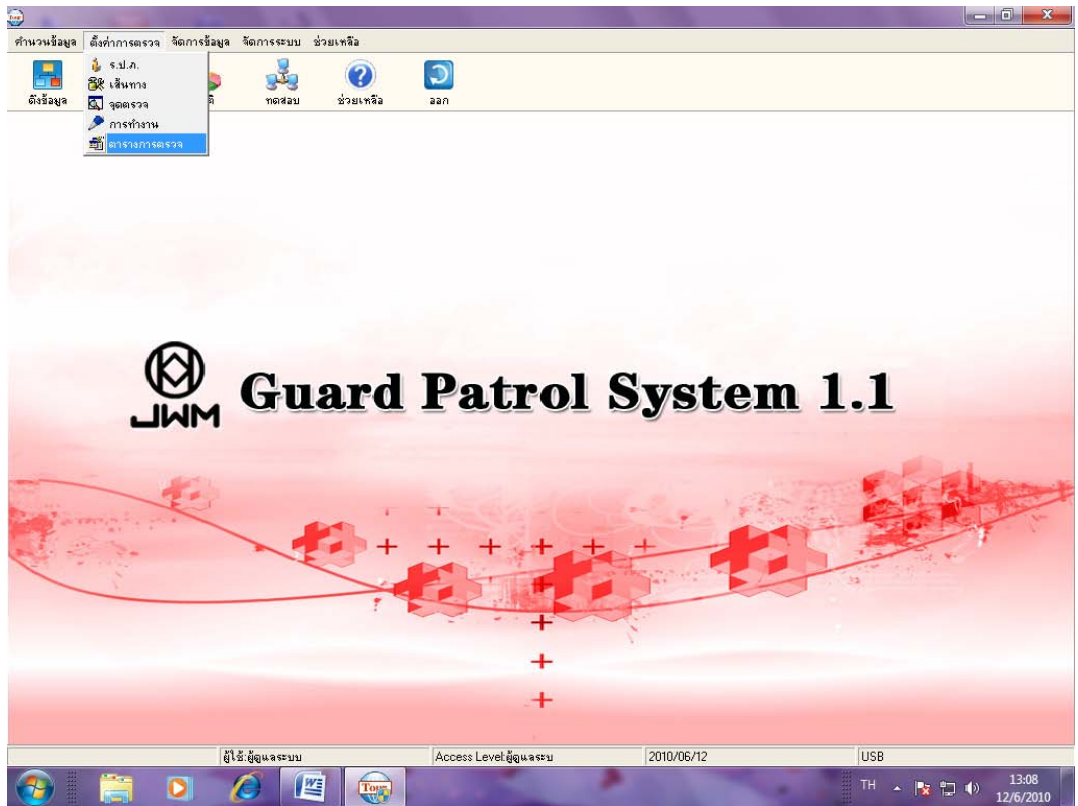 Tour
คำนวนข้อมูล ตั้งค่าการตรวจ จัดการข้อมูล จัดการระบบ ช่วยเหลือ
ร.ป.ภ.
เส้นทาง
จุดตรวจ
การทำงาน
ตารางการตรวจ
ดึงข้อมูล ทดสอบ ช่วยเหลือ ออก
JWM
Guard Patrol System 1.1
ผู้ใช้:ผู้ดูแลระบบ Access Level:ผู้ดูแลระบบ 2010/06/12 USB
Tour TH 13:08
12/6/2010